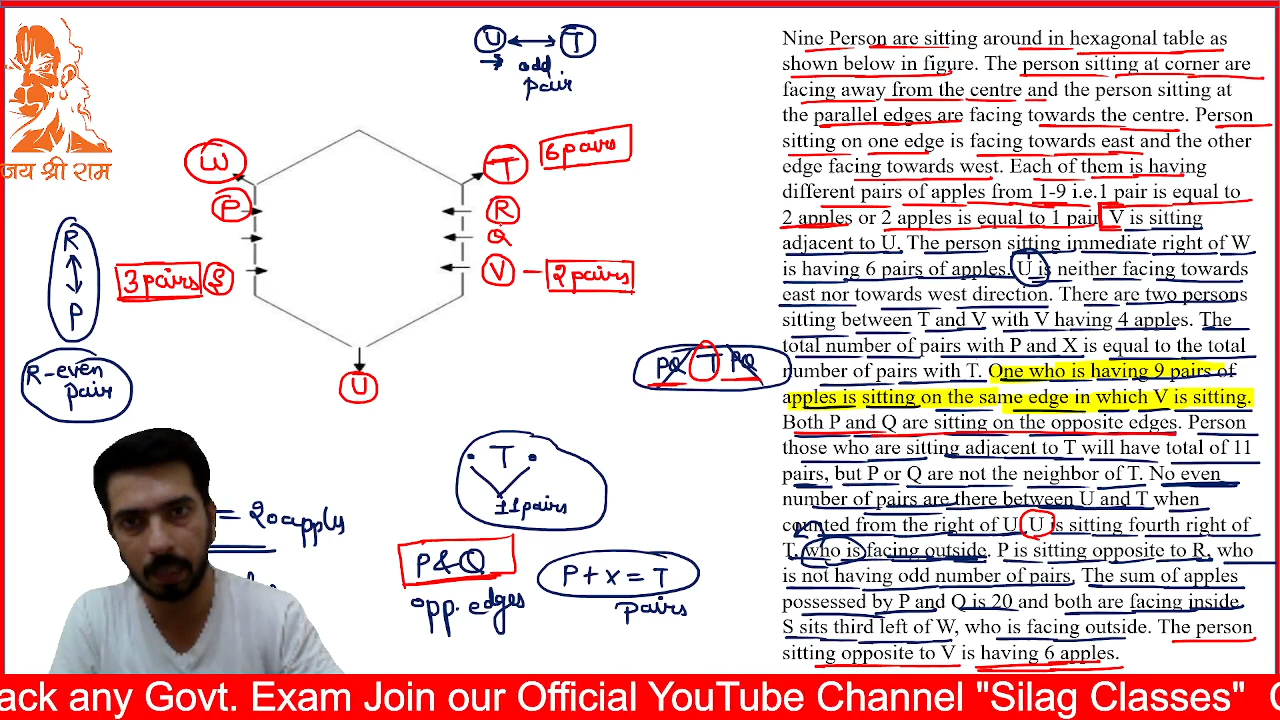 U T
odd
pair
जय श्री राम
W
T 6 pairs
P R
Q
3 pairs S V - 2 pairs
R
P
R-even
pair
U
PQ T PQ
T
11 pairs
= 20 apply
P & Q
opp. edges
P + x = T
pairs
Nine Person are sitting around in hexagonal table as
shown below in figure. The person sitting at corner are
facing away from the centre and the person sitting at
the parallel edges are facing towards the centre. Person
sitting on one edge is facing towards east and the other
edge facing towards west. Each of them is having
different pairs of apples from 1-9 i.e.1 pair is equal to
2 apples or 2 apples is equal to 1 pair. V is sitting
adjacent to U. The person sitting immediate right of W
is having 6 pairs of apples. U is neither facing towards
east nor towards west direction. There are two persons
sitting between T and V with V having 4 apples. The
total number of pairs with P and X is equal to the total
number of pairs with T. One who is having 9 pairs of
apples is sitting on the same edge in which V is sitting.
Both P and Q are sitting on the opposite edges. Person
those who are sitting adjacent to T will have total of 11
pairs, but P or Q are not the neighbor of T. No even
number of pairs are there between U and T when
counted from the right of U. U is sitting fourth right of
T, who is facing outside. P is sitting opposite to R, who
is not having odd number of pairs. The sum of apples
possessed by P and Q is 20 and both are facing inside.
S sits third left of W, who is facing outside. The person
sitting opposite to V is having 6 apples.
ack any Govt. Exam Join our Official YouTube Channel "Silag Classes"